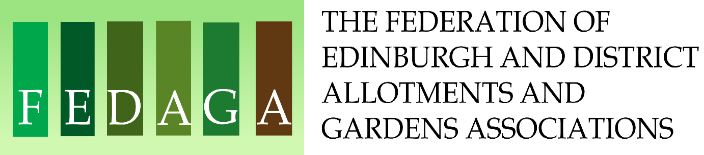 FEDAGA
THE FEDERATION OF
EDINBURGH AND DISTRICT
ALLOTMENTS AND
GARDENS ASSOCIATIONS